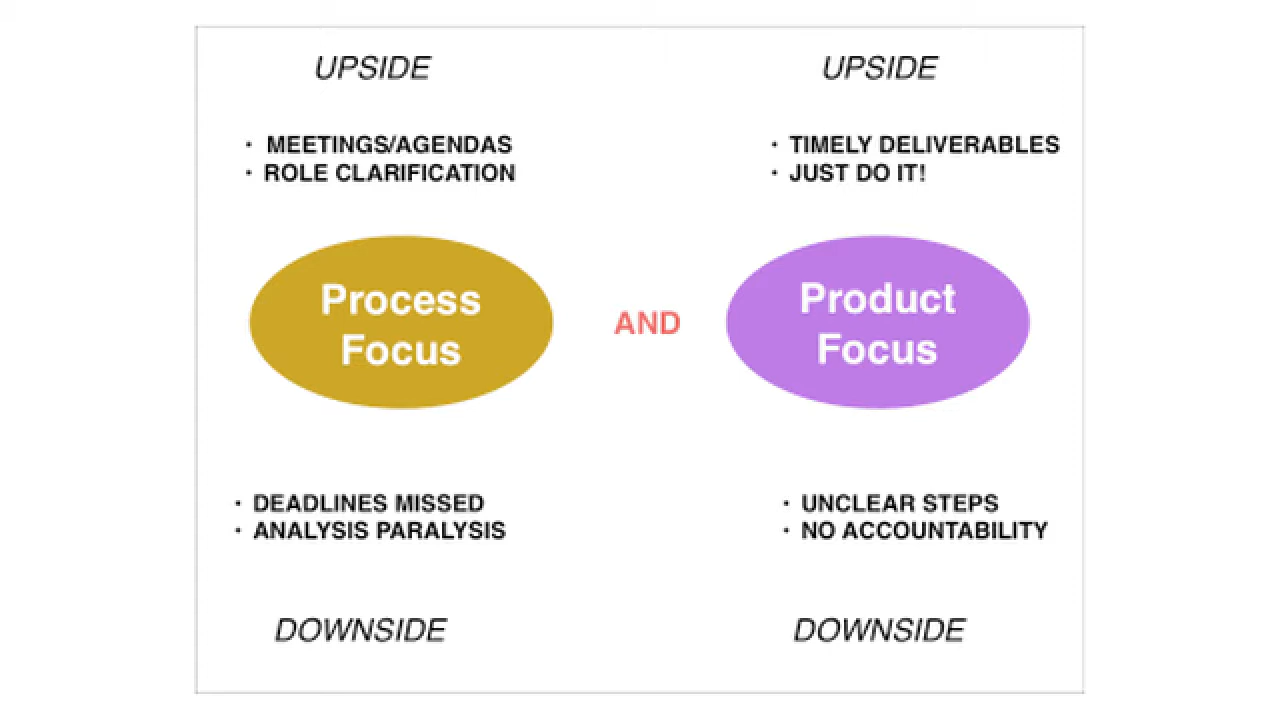 UPSIDE
• MEETINGS/AGENDAS
• ROLE CLARIFICATION
Process
Focus
• DEADLINES MISSED
• ANALYSIS PARALYSIS
DOWNSIDE
AND
UPSIDE
• TIMELY DELIVERABLES
• JUST DO IT!
Product
Focus
• UNCLEAR STEPS
• NO ACCOUNTABILITY
DOWNSIDE